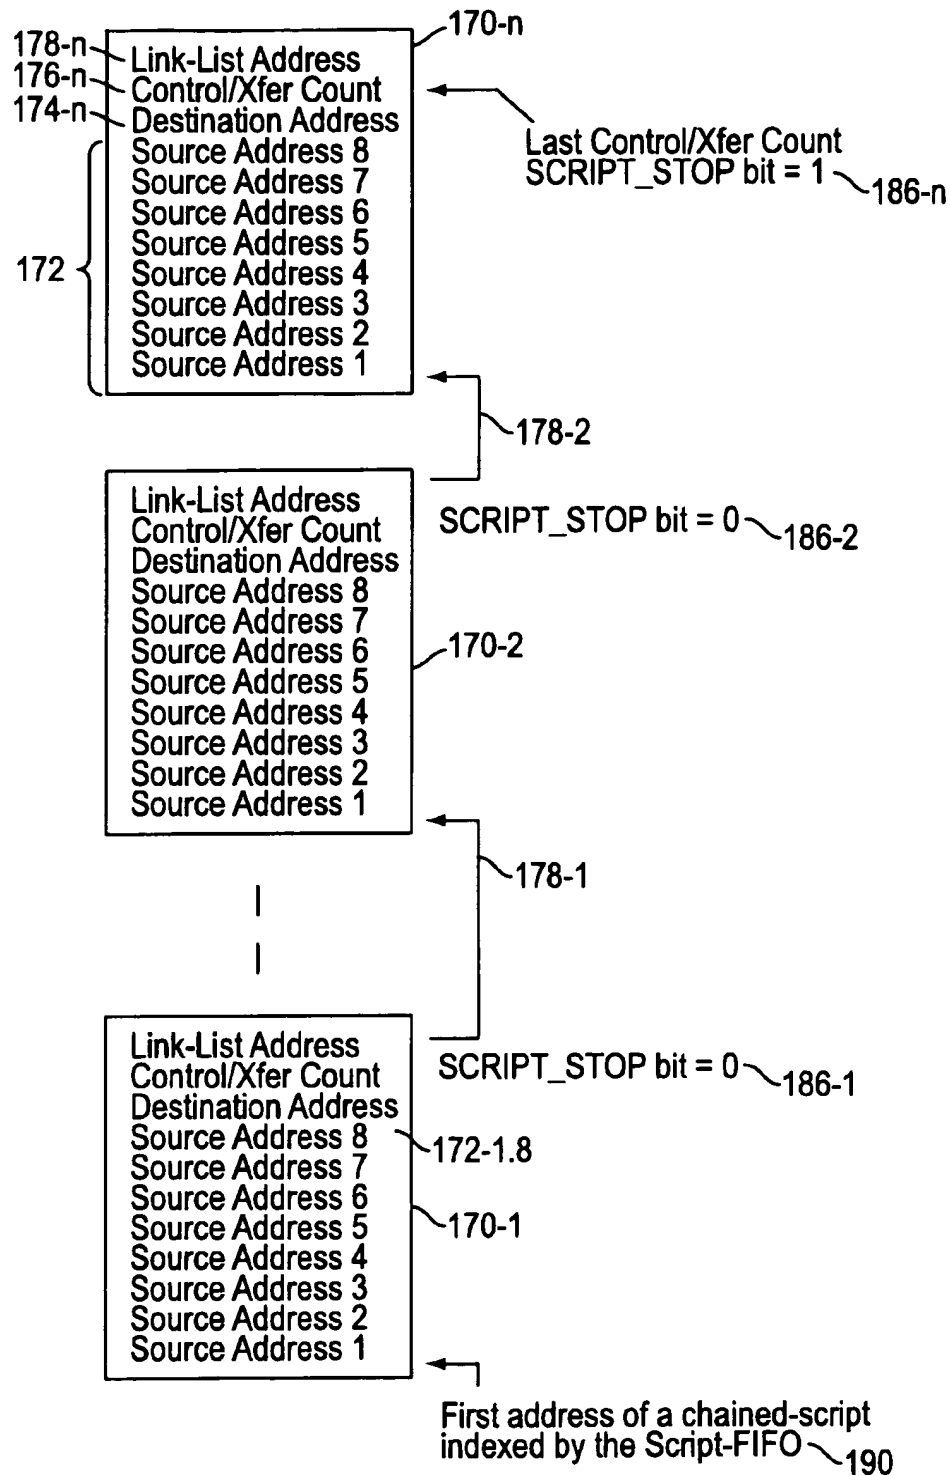 170-n
178-n Link-List Address
176-n Control/Xfer Count
174-n Destination Address
Source Address 8
Source Address 7
Source Address 6
Source Address 5
Source Address 4
Source Address 3
Source Address 2
Source Address 1
172
Last Control/Xfer Count
SCRIPT_STOP bit = 1
186-n
178-2
Link-List Address
Control/Xfer Count
Destination Address
Source Address 8
Source Address 7
Source Address 6
Source Address 5
Source Address 4
Source Address 3
Source Address 2
Source Address 1
SCRIPT_STOP bit = 0
186-2
170-2
178-1
Link-List Address
Control/Xfer Count
Destination Address
Source Address 8
Source Address 7
Source Address 6
Source Address 5
Source Address 4
Source Address 3
Source Address 2
Source Address 1
SCRIPT_STOP bit = 0
186-1
172-1.8
170-1
First address of a chained-script
indexed by the Script-FIFO
190